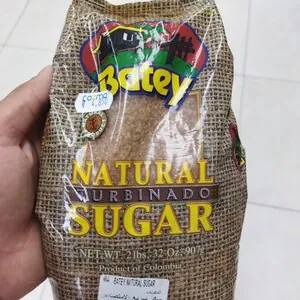 Batey
NATURAL
TURBINADO
SUGAR
NET WT 2 lbs. 32 Oz. 907
Product of Colombia
BATEY NATURAL SUGAR